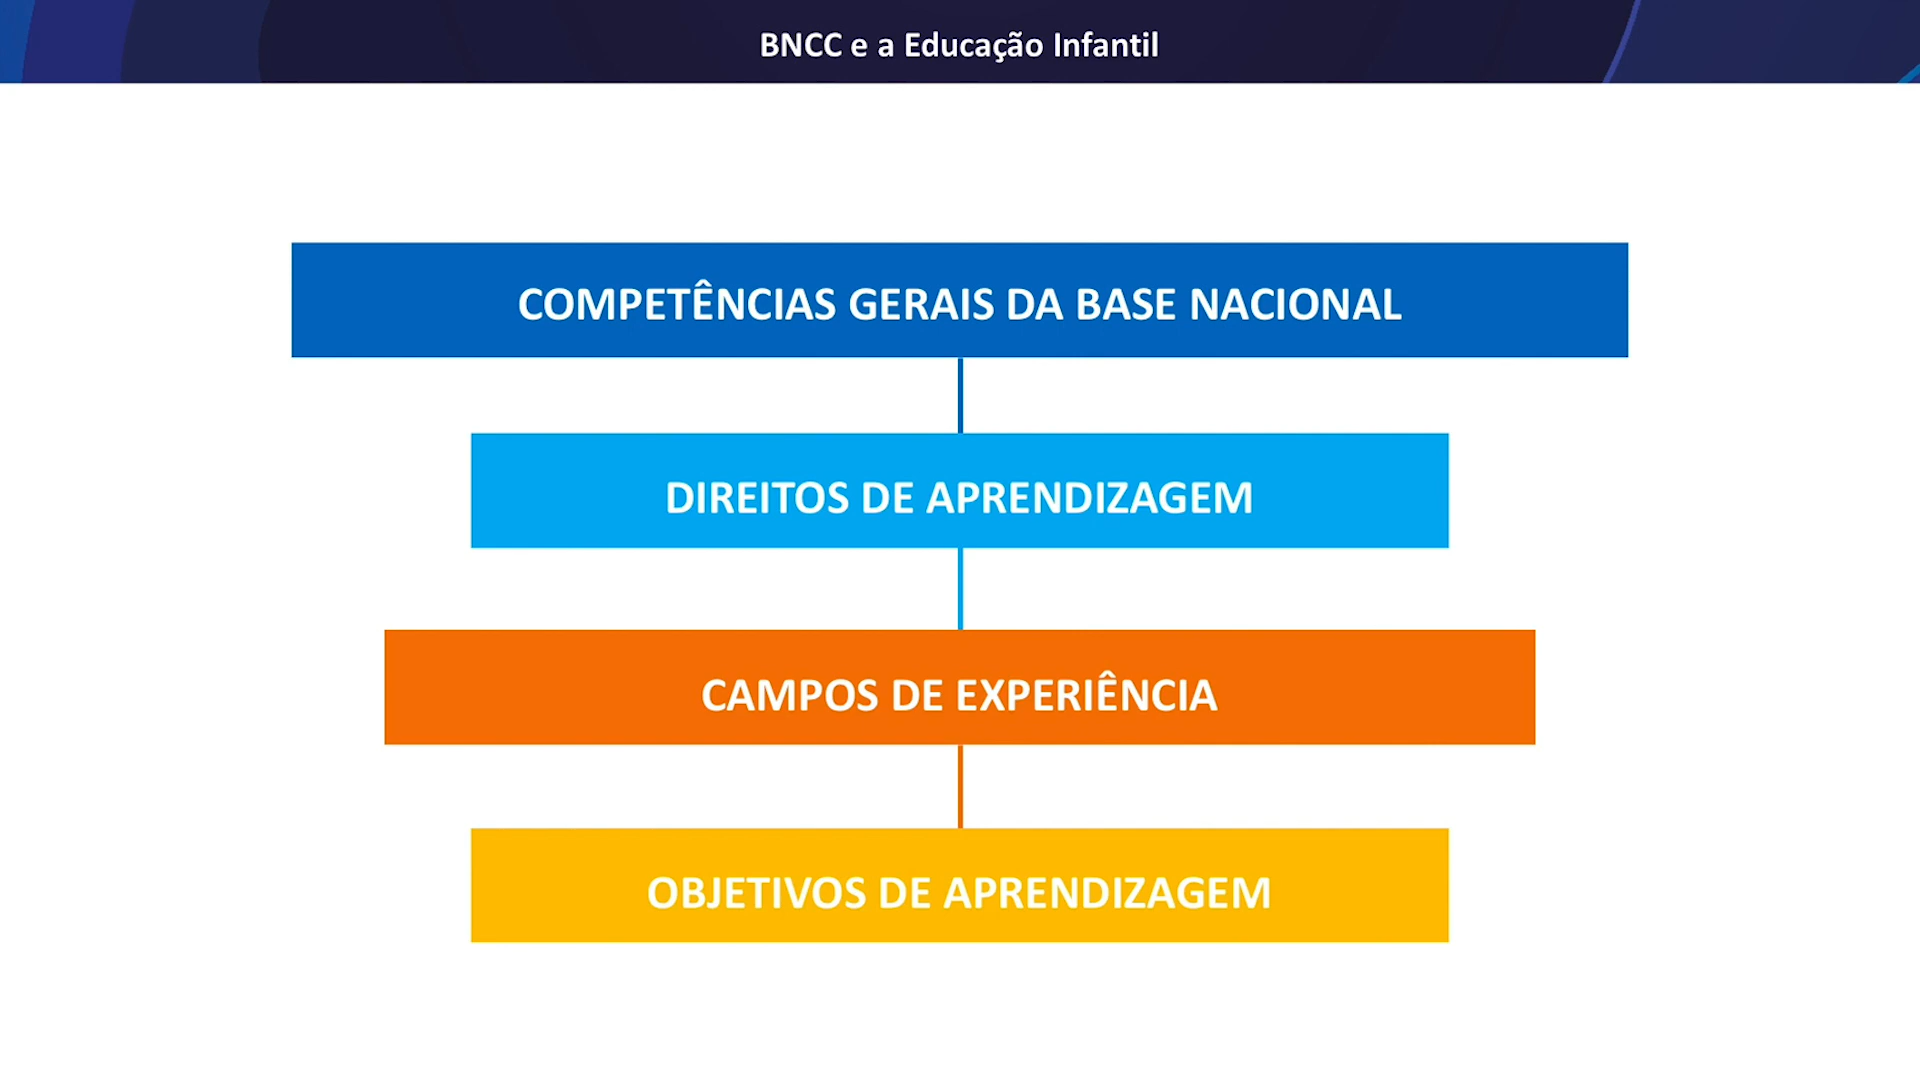 BNCC e a Educação Infantil
COMPETÊNCIAS GERAIS DA BASE NACIONAL
DIREITOS DE APRENDIZAGEM
CAMPOS DE EXPERIÊNCIA
OBJETIVOS DE APRENDIZAGEM